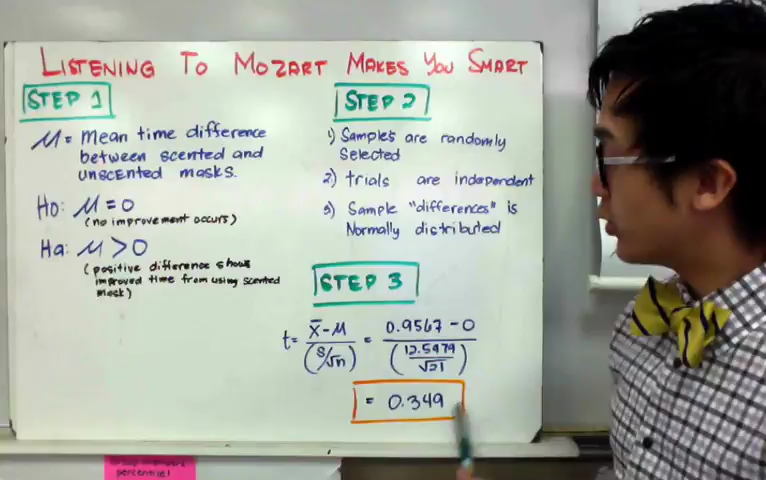 LISTENING TO MOZART MAKES YOU SMART
STEP 1
M = Mean time difference
between scented and
unscented masks.
Ho: M = 0
(no improvement occurs)
Ha: M > 0
(positive difference shows
improved time from using scented
mask)
STEP 2
1) Samples are randomly
Selected
2) trials are independent
3) Sample "differences" is
Normally distributed
STEP 3
t = x̄ - M / (s/√n) = 0.9567 - 0 / (12.5479/√21)
= 0.349
percentile!